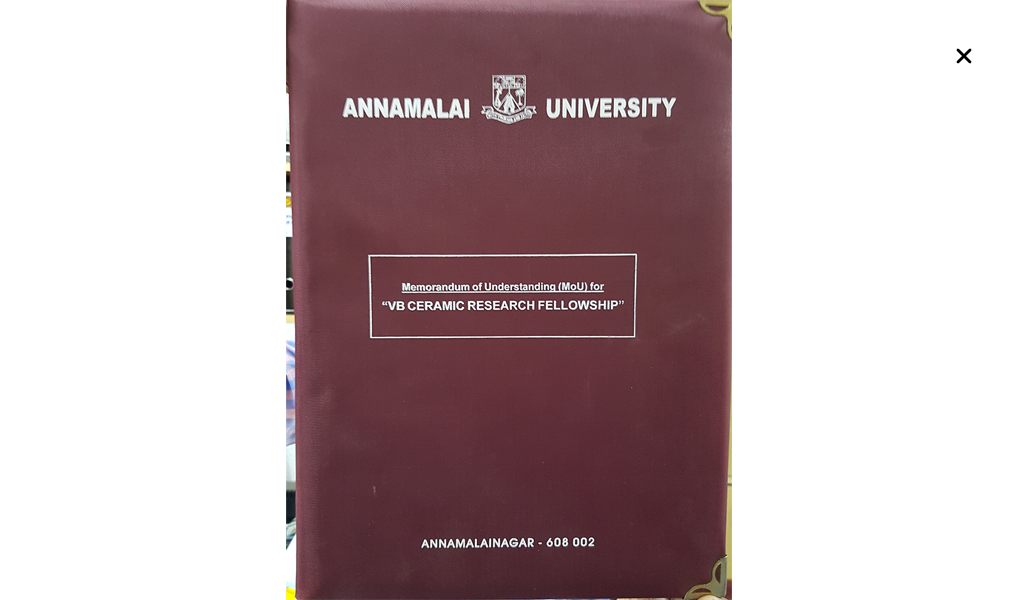 ANNAMALAI UNIVERSITY
Memorandum of Understanding (MoU) for
“VB CERAMIC RESEARCH FELLOWSHIP”
ANNAMALAINAGAR - 608 002